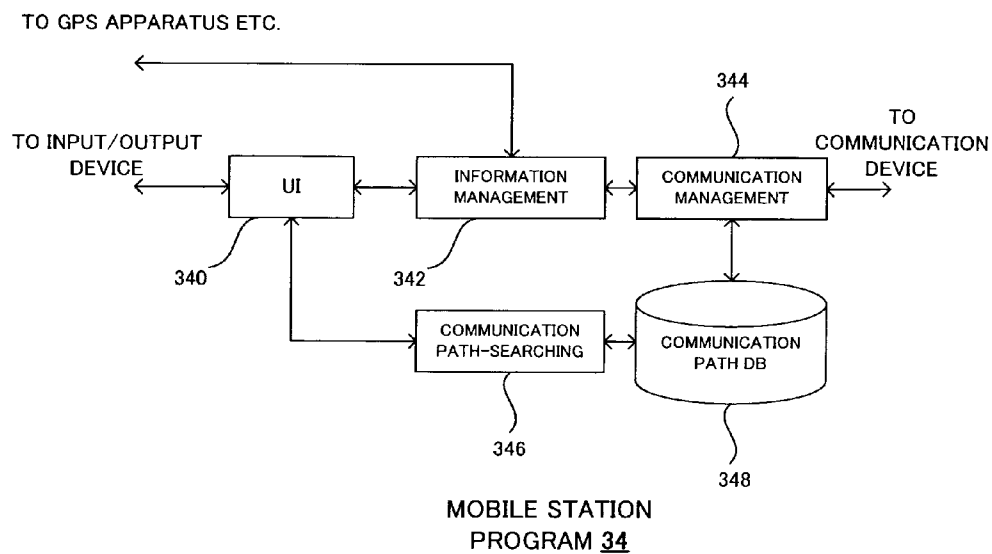 TO GPS APPARATUS ETC.
344
TO INPUT/OUTPUT
DEVICE
TO
COMMUNICATION
DEVICE
UI
INFORMATION
MANAGEMENT
COMMUNICATION
MANAGEMENT
340
342
COMMUNICATION
PATH-SEARCHING
COMMUNICATION
PATH DB
346
348
MOBILE STATION
PROGRAM 34